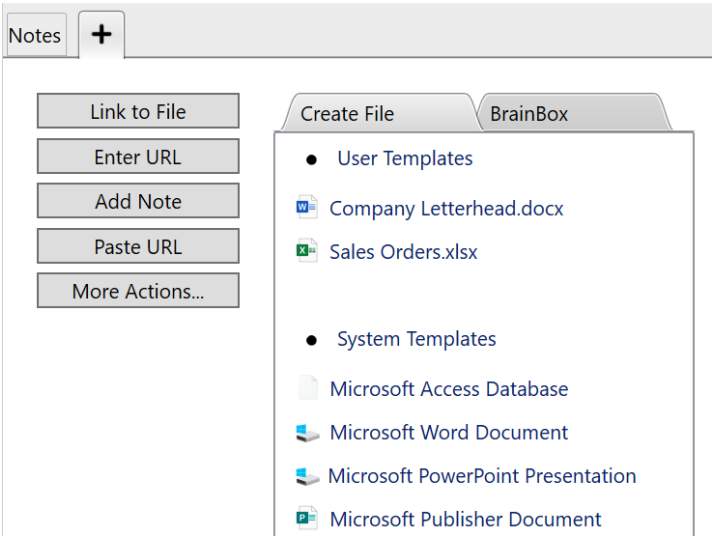 Notes
+
Link to File
Enter URL
Add Note
Paste URL
More Actions...
Create File
BrainBox
User Templates
Company Letterhead.docx
Sales Orders.xlsx
System Templates
Microsoft Access Database
Microsoft Word Document
Microsoft PowerPoint Presentation
Microsoft Publisher Document